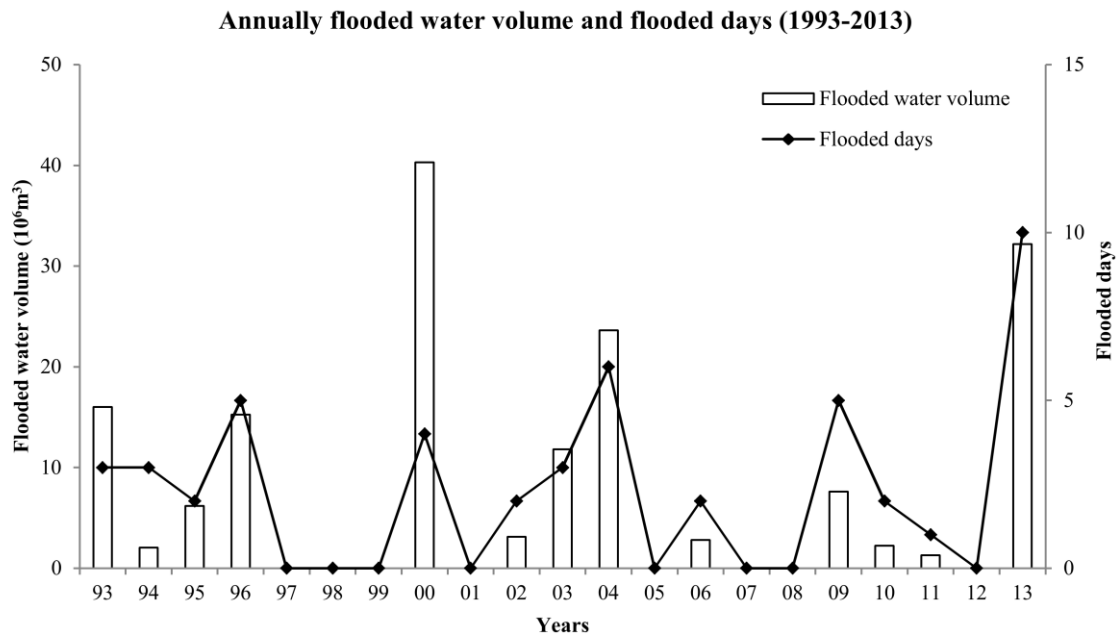 Annually flooded water volume and flooded days (1993-2013)
50
40
30
20
10
0
Flooded water volume (10⁶m³)
15
10
5
0
Flooded days
Flooded water volume
Flooded days
93 94 95 96 97 98 99 00 01 02 03 04 05 06 07 08 09 10 11 12 13
Years